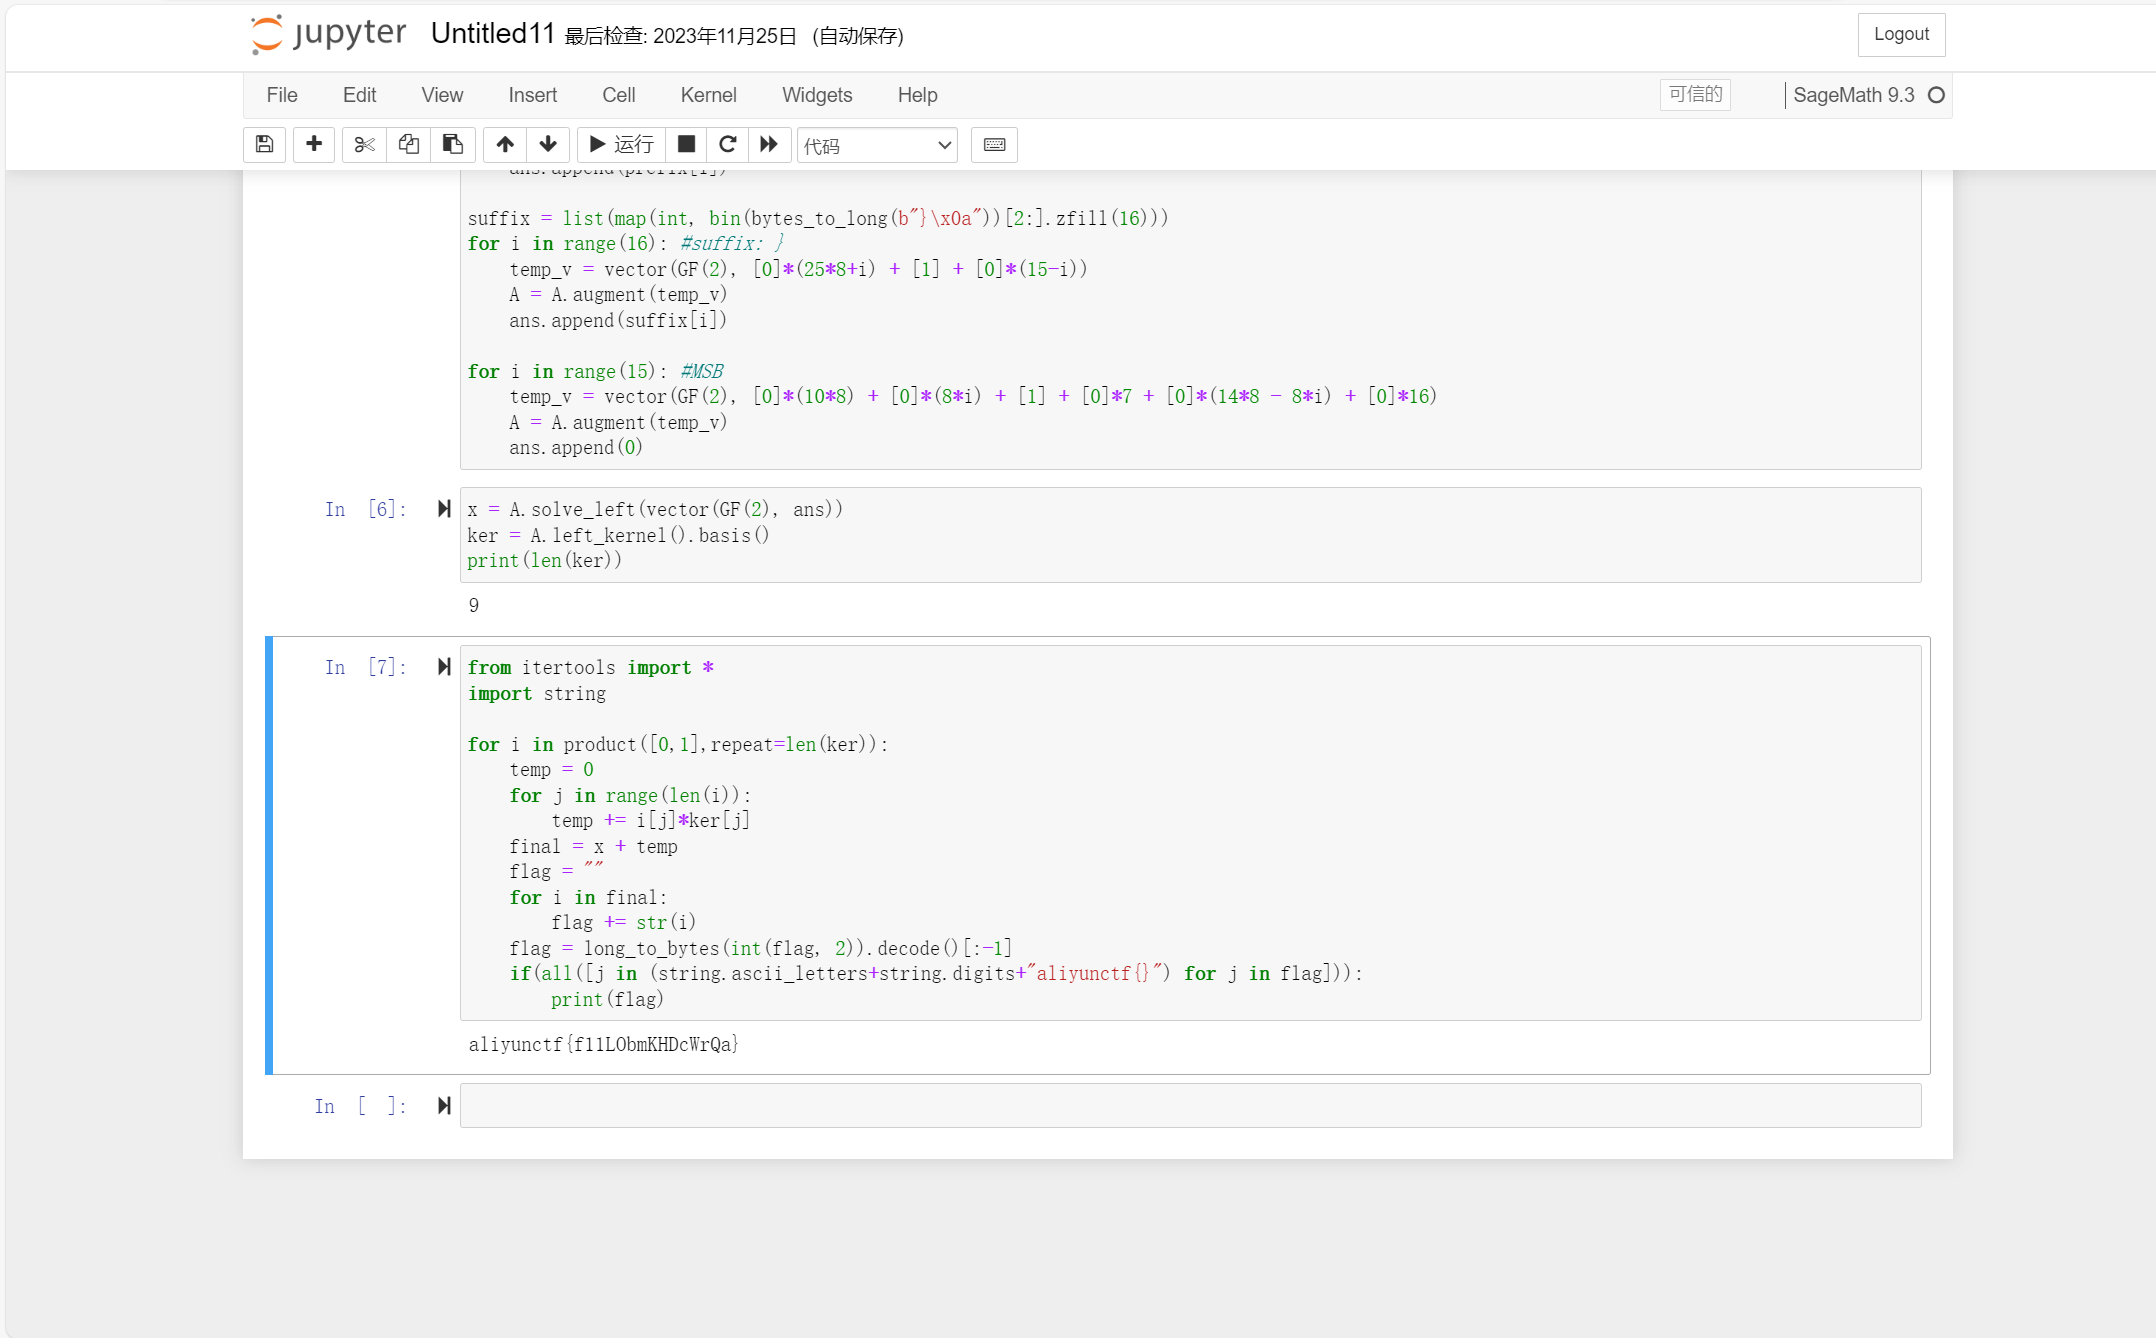 jupyter Untitled11 最后检查: 2023年11月25日 (自动保存) Logout
File Edit View Insert Cell Kernel Widgets Help 可信的 SageMath 9.3
运行 代码
ans.append(prefix[i])
suffix = list(map(int, bin(bytes_to_long(b"}\x0a"))[2:].zfill(16)))
for i in range(16): #suffix: }
    temp_v = vector(GF(2), [0]*(25*8+i) + [1] + [0]*(15-i))
    A = A.augment(temp_v)
    ans.append(suffix[i])
for i in range(15): #MSB
    temp_v = vector(GF(2), [0]*(10*8) + [0]*(8*i) + [1] + [0]*7 + [0]*(14*8 - 8*i) + [0]*16)
    A = A.augment(temp_v)
    ans.append(0)
In [6]:
x = A.solve_left(vector(GF(2), ans))
ker = A.left_kernel().basis()
print(len(ker))
9
In [7]:
from itertools import *
import string
for i in product([0,1],repeat=len(ker)):
    temp = 0
    for j in range(len(i)):
        temp += i[j]*ker[j]
    final = x + temp
    flag = ""
    for i in final:
        flag += str(i)
    flag = long_to_bytes(int(flag, 2)).decode()[:-1]
    if(all([j in (string.ascii_letters+string.digits+"aliyunctf{}") for j in flag])):
        print(flag)
aliyunctf{f11LObmKHDcWrQa}
In [ ]: